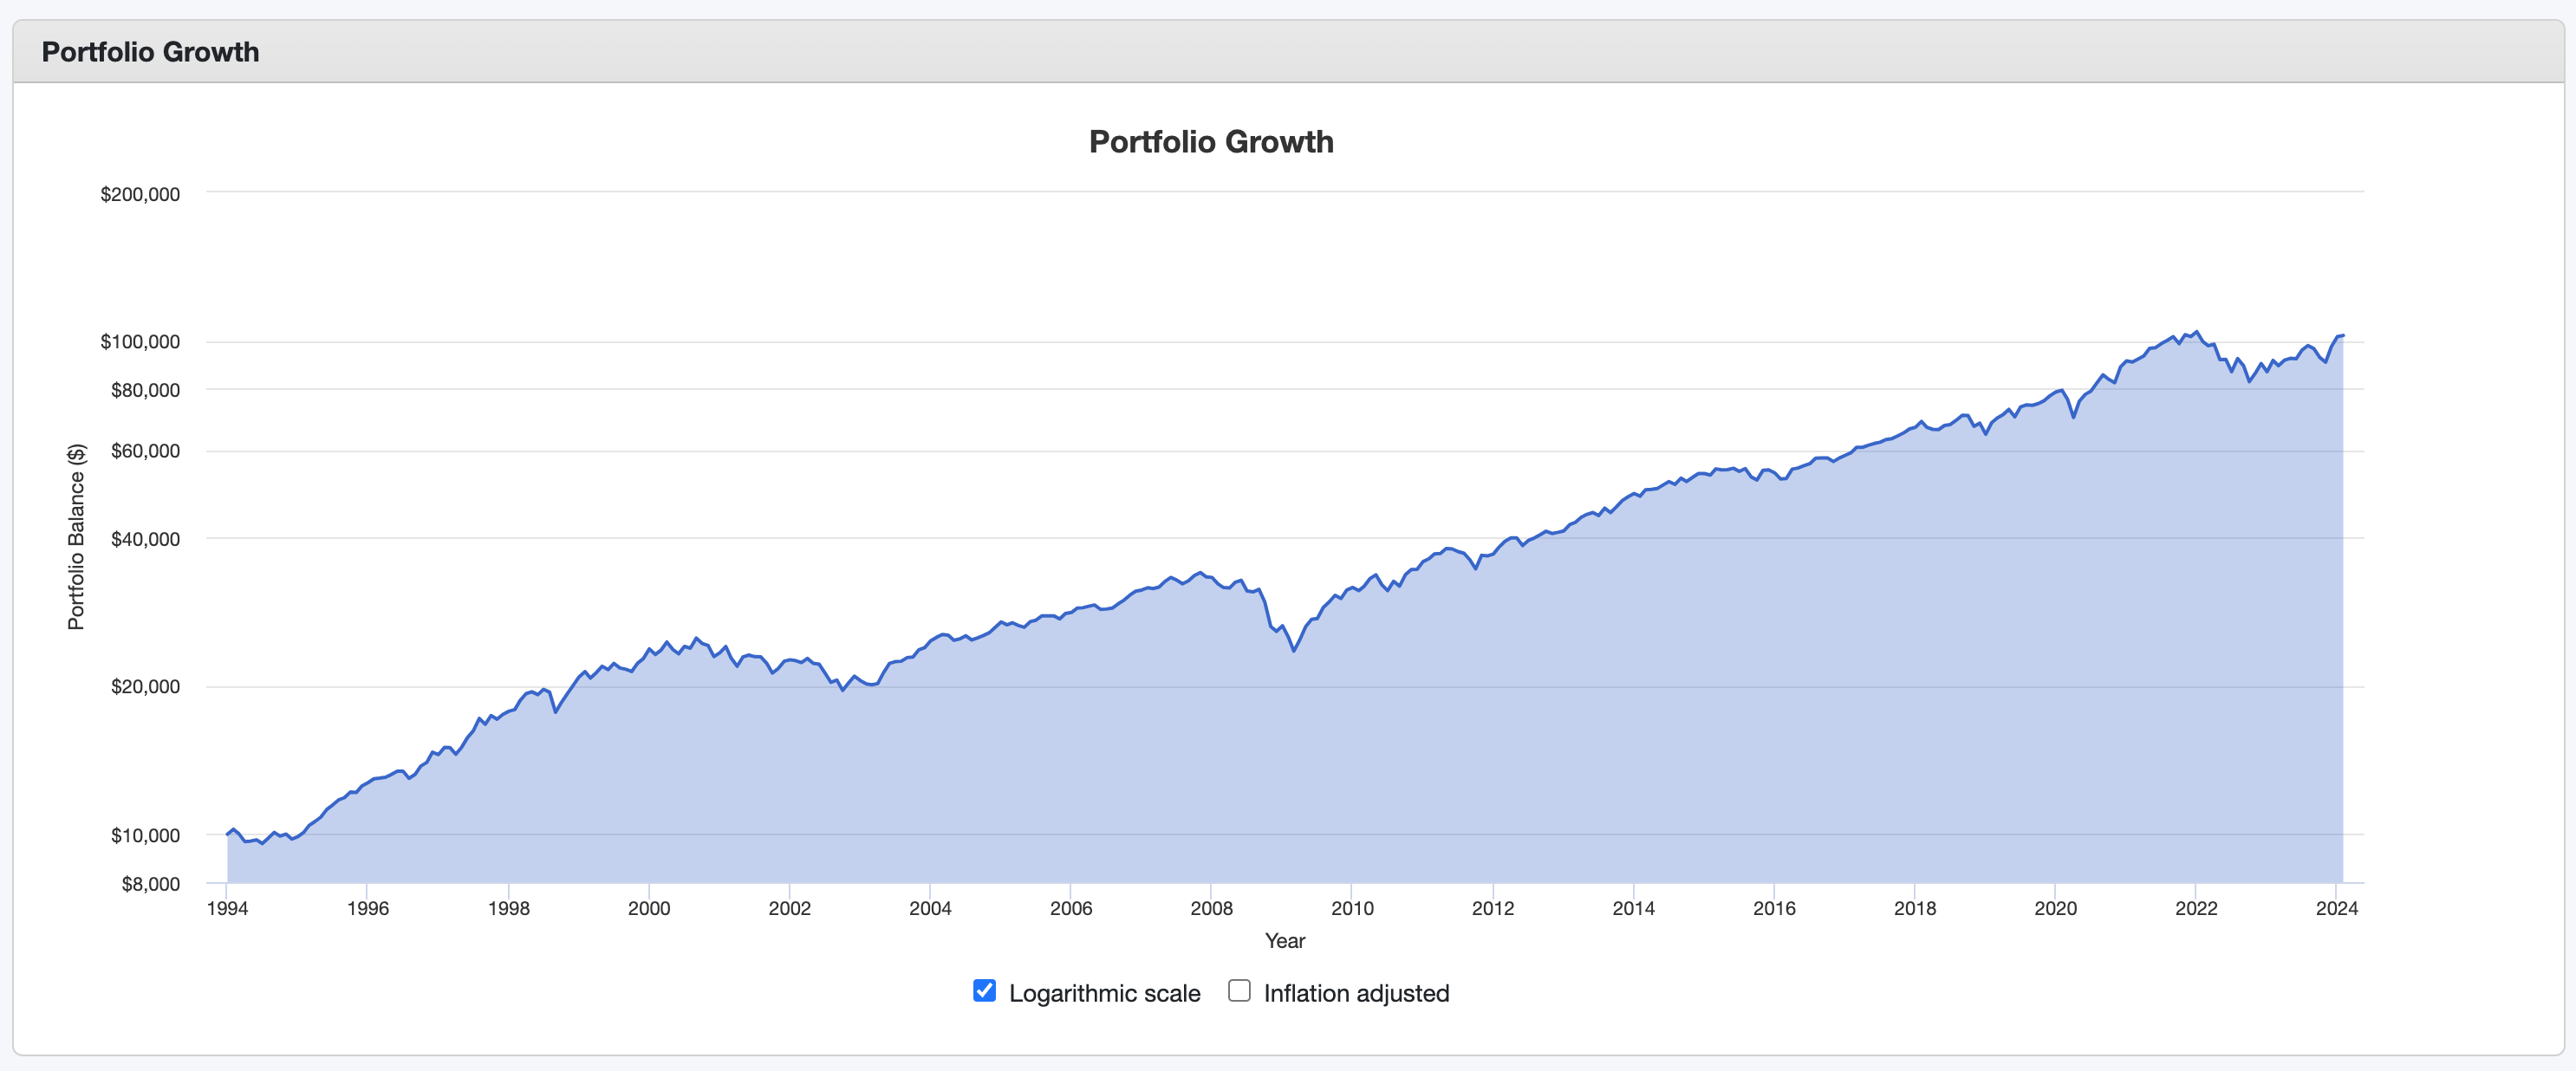 Portfolio Growth
Portfolio Growth
$200,000
$100,000
$80,000
$60,000
$40,000
$20,000
$10,000
$8,000
Portfolio Balance ($)
1994 1996 1998 2000 2002 2004 2006 2008 2010 2012 2014 2016 2018 2020 2022 2024
Year
Logarithmic scale Inflation adjusted